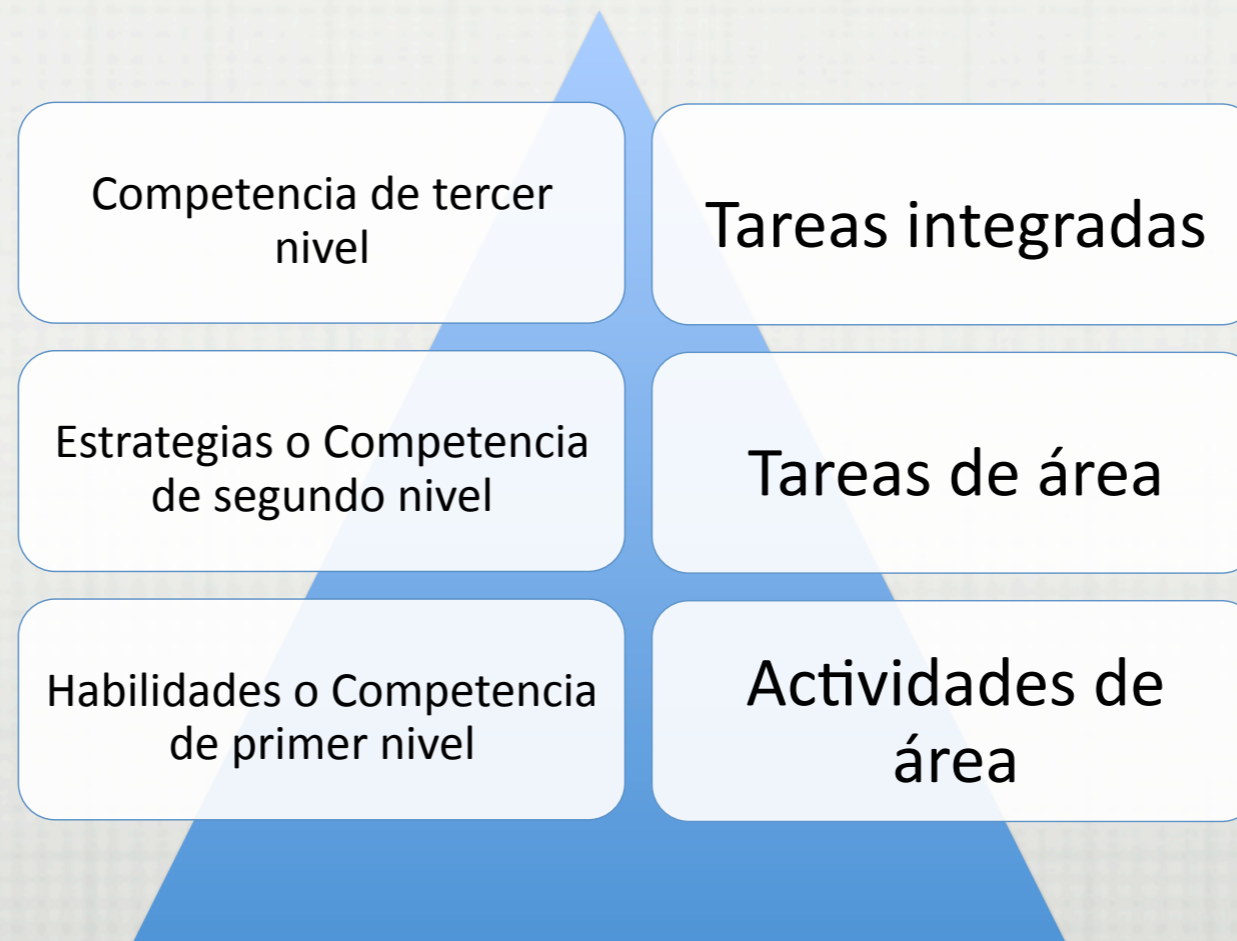 Competencia de tercer
nivel
Tareas integradas
Estrategias o Competencia
de segundo nivel
Tareas de área
Habilidades o Competencia
de primer nivel
Actividades de
área